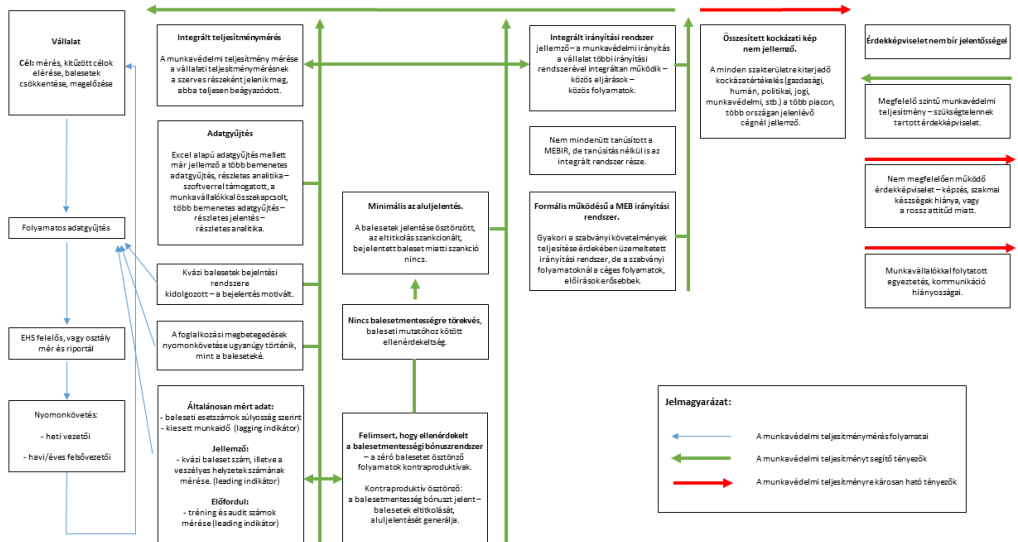 Vállalat
Cél: mérés, kitűzött célok
elérése, balesetek
csökkentése, megelőzése
Folyamatos adatgyűjtés
EHS felelős, vagy osztály
mér és riportál
Nyomonkövetés:
- heti vezetői
- havi/éves felsővezetői
Integrált teljesítménymérés
A munkavédelmi teljesítmény mérése
a vállalati teljesítménymérésnek
a szerves részeként jelenik meg,
abba teljesen beágyazódott.
Adatgyűjtés
Excel alapú adatgyűjtés mellett
már jellemző a több bemenetes
adatgyűjtés, részletes analitika –
szoftverrel támogatott, a
munkavállalókkal összekapcsolt,
több bemenetes adatgyűjtés –
részletes jelentés –
részletes analitika.
Kvázi balesetek bejelntési
rendszere
kidolgozott – a bejelentés motivált.
A foglalkozási megbetegedések
nyomonkövetése ugyanúgy történik,
mint a baleseteké.
Általánosan mért adat:
- baleseti esetszámok súlyosság szerint
- kiesett munkaidő (lagging indikátor)
Jellemző:
- kvázi baleset szám, illetve a
veszélyes helyzetek számának
mérése. (leading indikátor)
Előfordul:
- tréning és audit számok
mérése (leading indikátor)
Minimális az aluljelentés.
A balesetek jelentése ösztönzött,
az eltitkolás szankcionált,
bejelentett baleset miatti szankció
nincs.
Nincs balesetmentességre törekvés,
baleseti mutatóhoz kötött
ellenérdekeltség.
Felimsert, hogy ellenérdekelt
a balesetmentességi bónuszrendszer
– a zéró balesetet ösztönző
folyamatok kontraproduktívak.
Kontraproduktív ösztönző:
a balesetmentesség bónuszt jelent –
balesetek eltitkolását,
aluljelentését generálja.
Integrált irányítási rendszer
jellemző – a munkavédelmi irányítás
a vállalat többi irányítási
rendszerével integráltan működik –
közös eljárások –
közös folyamatok.
Nem mindenütt tanúsított a
MEBIR, de tanúsítás nélkül is az
integrált rendszer része.
Formális működésű a MEB irányítási
rendszer.
Gyakori a szabványi követelmények
teljesítése érdekében üzemeltetett
irányítási rendszer, de a szabványi
folyamatoknál a céges folyamatok,
előírások erősebbek.
Összesített kockázati kép
nem jellemző.
A minden szakterületre kiterjedő
kockázatértékelés (gazdasági,
humán, politikai, jogi,
munkavédelmi, stb.) a több piacon,
több országan jelenlévő
cégnél jellemző.
Érdekképviselet nem bír jelentősséggel
Megfelelő szintű munkavédelmi
teljesítmény – szükségtelennek
tartott érdekképviselet.
Nem megfelelően működő
érdekképviselet – képzés, szakmai
készségek hiánya, vagy
a rossz attitűd miatt.
Munkavállalókkal folytatott
egyeztetés, kommunikáció
hiányosságai.
Jelmagyarázat:
A munkavédelmi teljesítménymérés folyamatai
A munkavédelmi teljesítményt segítő tényezők
A munkavédelmi teljesítményre károsan ható tényezők